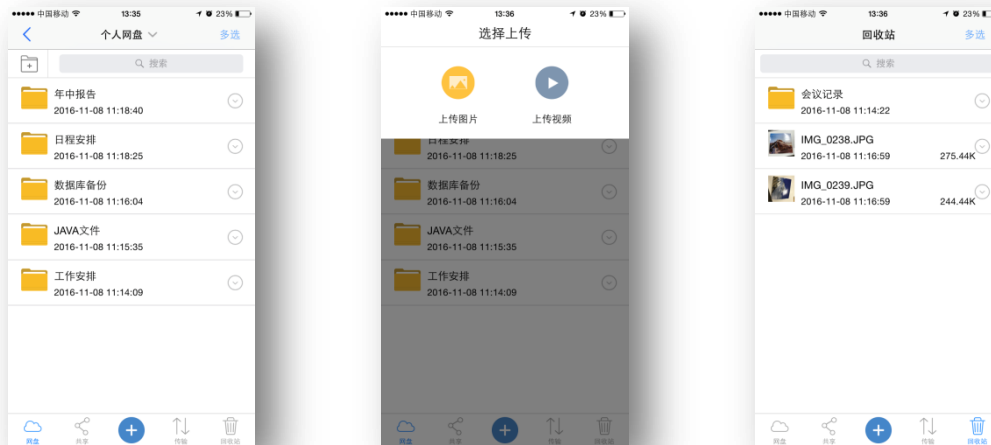 中国移动 13:35 23%
个人网盘 多选
搜索
年中报告
2016-11-08 11:18:40
日程安排
2016-11-08 11:18:25
数据库备份
2016-11-08 11:16:04
JAVA文件
2016-11-08 11:15:35
工作安排
2016-11-08 11:14:09
网盘 共享 传输 回收站
中国移动 13:36 23%
选择上传
上传图片 上传视频
日程安排
2016-11-08 11:18:25
数据库备份
2016-11-08 11:16:04
JAVA文件
2016-11-08 11:15:35
工作安排
2016-11-08 11:14:09
网盘 共享 传输 回收站
中国移动 13:36 23%
回收站 多选
搜索
会议记录
2016-11-08 11:14:22
IMG_0238.JPG
2016-11-08 11:16:59 275.44K
IMG_0239.JPG
2016-11-08 11:16:59 244.44K
网盘 共享 传输 回收站